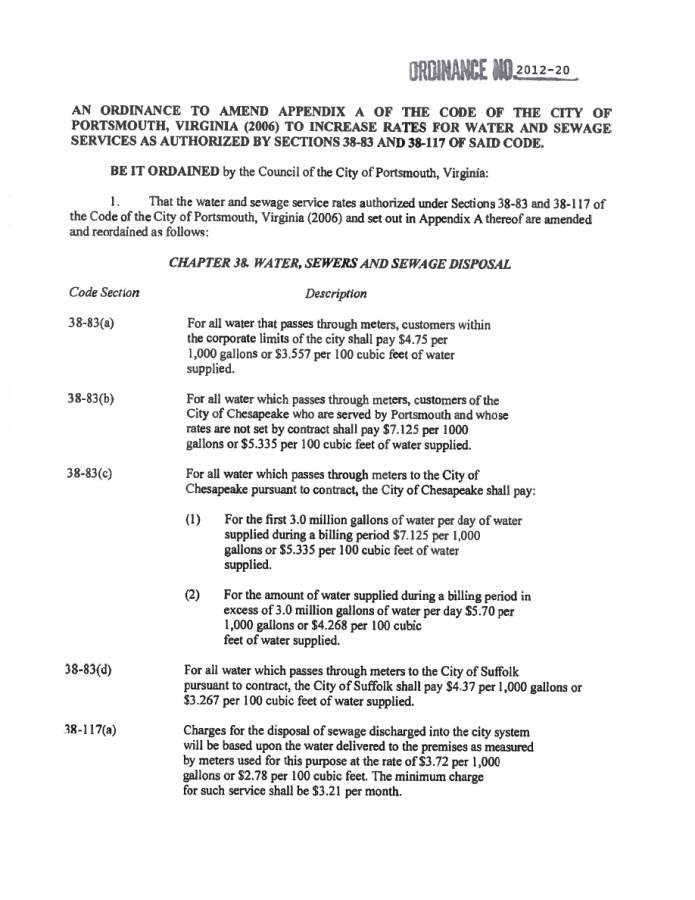 ORDINANCE NO. 2012-20
AN ORDINANCE TO AMEND APPENDIX A OF THE CODE OF THE CITY OF
PORTSMOUTH, VIRGINIA (2006) TO INCREASE RATES FOR WATER AND SEWAGE
SERVICES AS AUTHORIZED BY SECTIONS 38-83 AND 38-117 OF SAID CODE.
BE IT ORDAINED by the Council of the City of Portsmouth, Virginia:
1. That the water and sewage service rates authorized under Sections 38-83 and 38-117 of
the Code of the City of Portsmouth, Virginia (2006) and set out in Appendix A thereof are amended
and reordained as follows:
CHAPTER 38. WATER, SEWERS AND SEWAGE DISPOSAL
Code Section Description
38-83(a) For all water that passes through meters, customers within
the corporate limits of the city shall pay $4.75 per
1,000 gallons or $3.557 per 100 cubic feet of water
supplied.
38-83(b) For all water which passes through meters, customers of the
City of Chesapeake who are served by Portsmouth and whose
rates are not set by contract shall pay $7.125 per 1000
gallons or $5.335 per 100 cubic feet of water supplied.
38-83(c) For all water which passes through meters to the City of
Chesapeake pursuant to contract, the City of Chesapeake shall pay:
(1) For the first 3.0 million gallons of water per day of water
supplied during a billing period $7.125 per 1,000
gallons or $5.335 per 100 cubic feet of water
supplied.
(2) For the amount of water supplied during a billing period in
excess of 3.0 million gallons of water per day $5.70 per
1,000 gallons or $4.268 per 100 cubic
feet of water supplied.
38-83(d) For all water which passes through meters to the City of Suffolk
pursuant to contract, the City of Suffolk shall pay $4.37 per 1,000 gallons or
$3.267 per 100 cubic feet of water supplied.
38-117(a) Charges for the disposal of sewage discharged into the city system
will be based upon the water delivered to the premises as measured
by meters used for this purpose at the rate of $3.72 per 1,000
gallons or $2.78 per 100 cubic feet. The minimum charge
for such service shall be $3.21 per month.